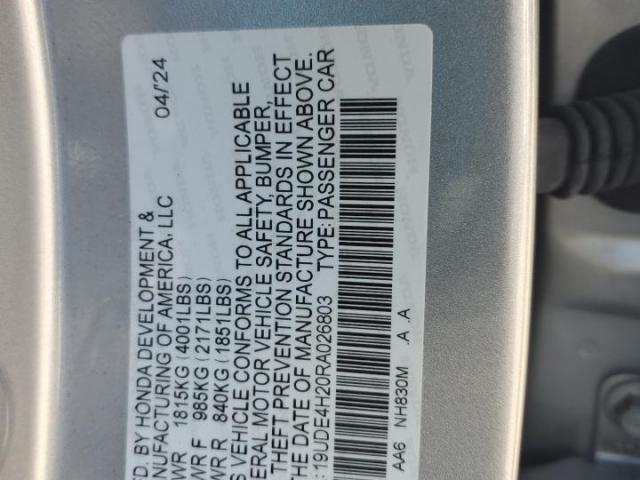 TD. BY HONDA DEVELOPMENT & 04/'24
NUFACTURING OF AMERICA, LLC
WR 1815KG (4001LBS)
WR F 985KG (2171LBS)
WR R 840KG (1851LBS)
S VEHICLE CONFORMS TO ALL APPLICABLE
ERAL MOTOR VEHICLE SAFETY, BUMPER,
THEFT PREVENTION STANDARDS IN EFFECT
THE DATE OF MANUFACTURE SHOWN ABOVE.
: 19UDE4H20RA026803 TYPE: PASSENGER CAR
AA6 NH830M .A .A